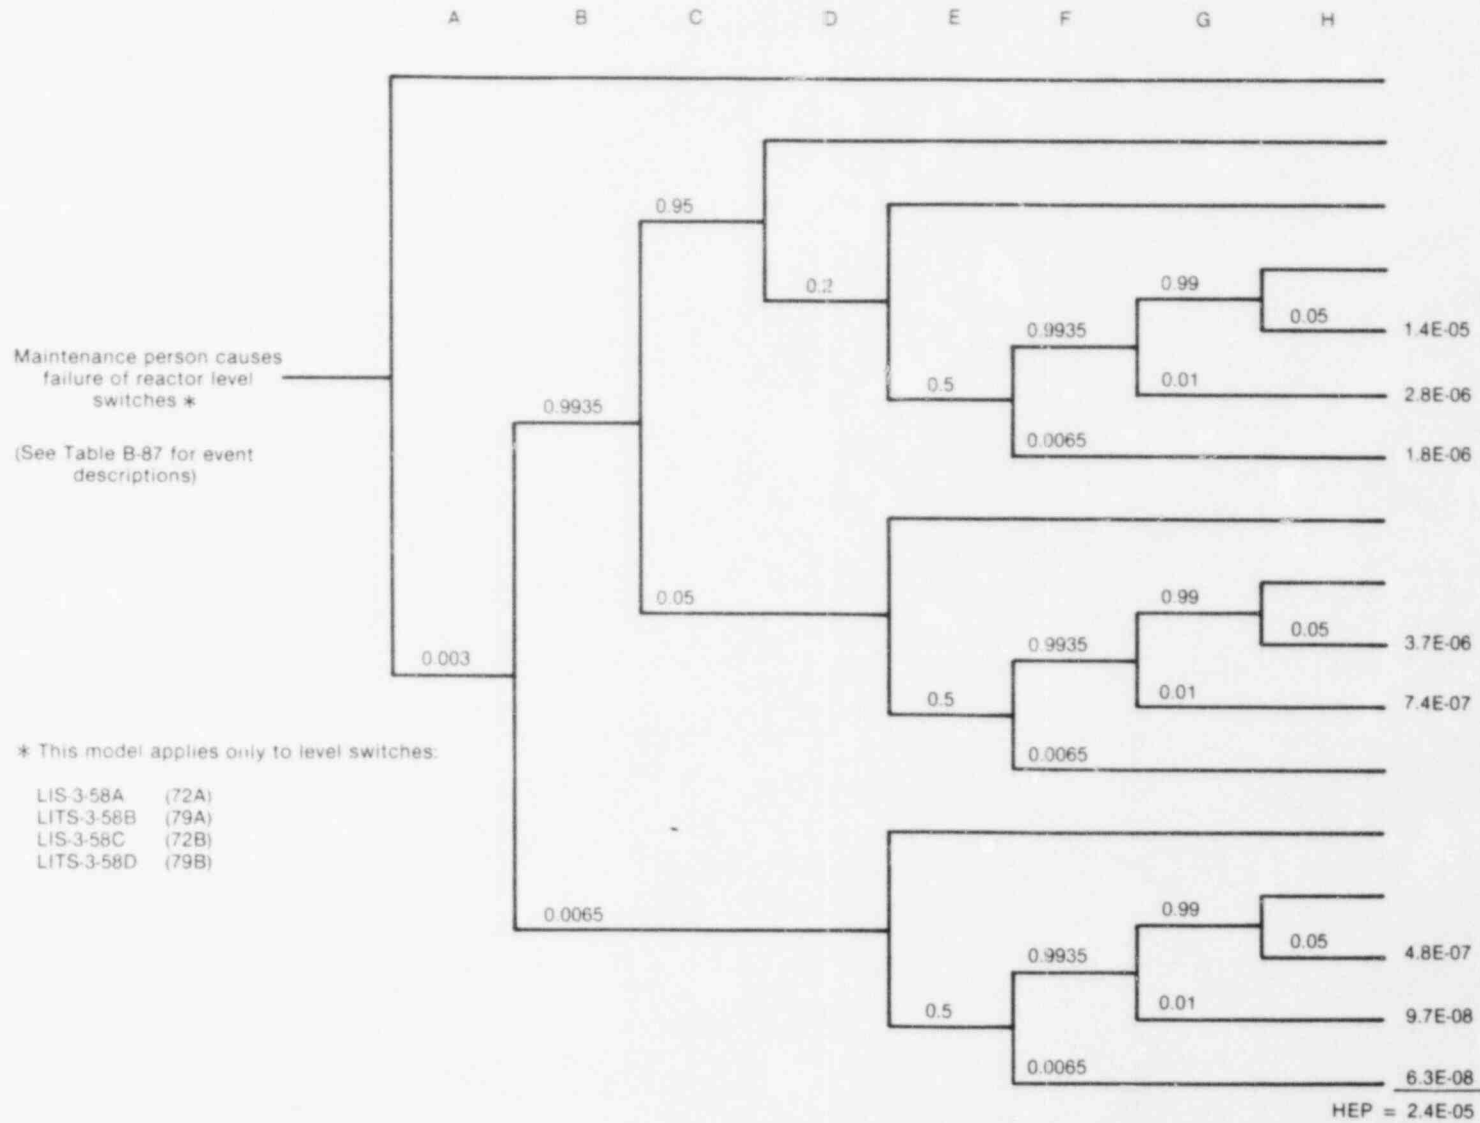 A B C D E F G H
0.95
0.2
0.99
0.05
1.4E-05
0.9935
0.01
2.8E-06
0.5
0.0065
1.8E-06
Maintenance person causes
failure of reactor level
switches *
(See Table B-87 for event
descriptions)
0.9935
0.05
0.99
0.05
3.7E-06
0.9935
0.01
7.4E-07
0.5
0.0065
0.003
* This model applies only to level switches:
LIS-3-58A (72A)
LITS-3-58B (79A)
LIS-3-58C (72B)
LITS-3-58D (79B)
0.0065
0.99
0.05
4.8E-07
0.9935
0.01
9.7E-08
0.5
0.0065
6.3E-08
HEP = 2.4E-05